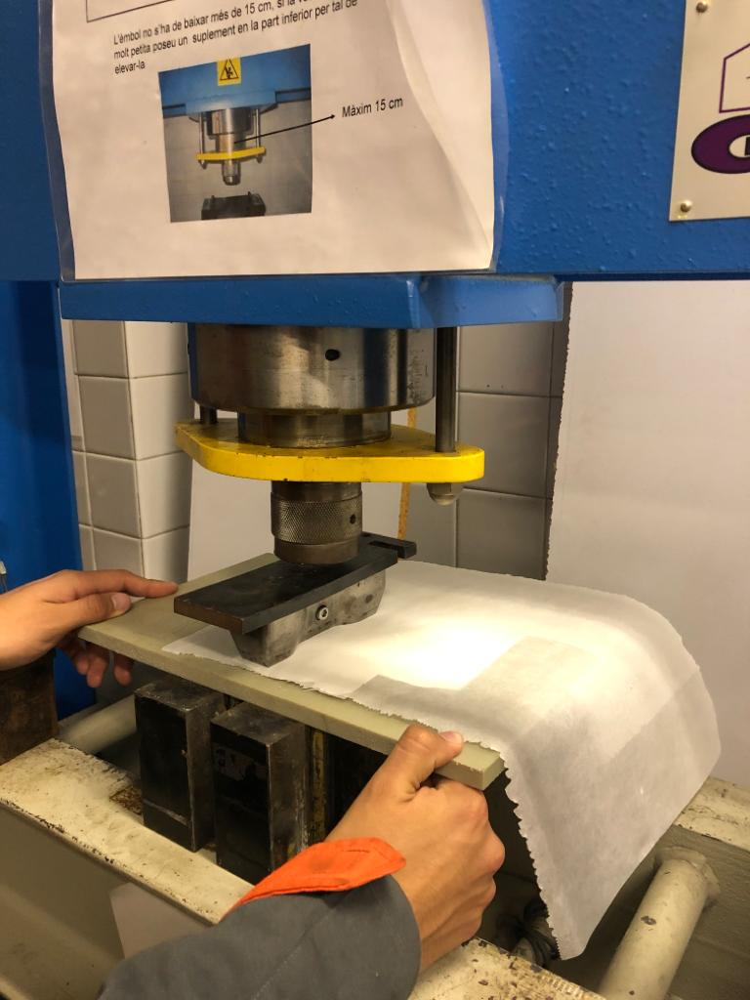 L'èmbol no s'ha de baixar més de 15 cm, si la
molt petita poseu un suplement en la part inferior per tal de
elevar-la
Màxim 15 cm